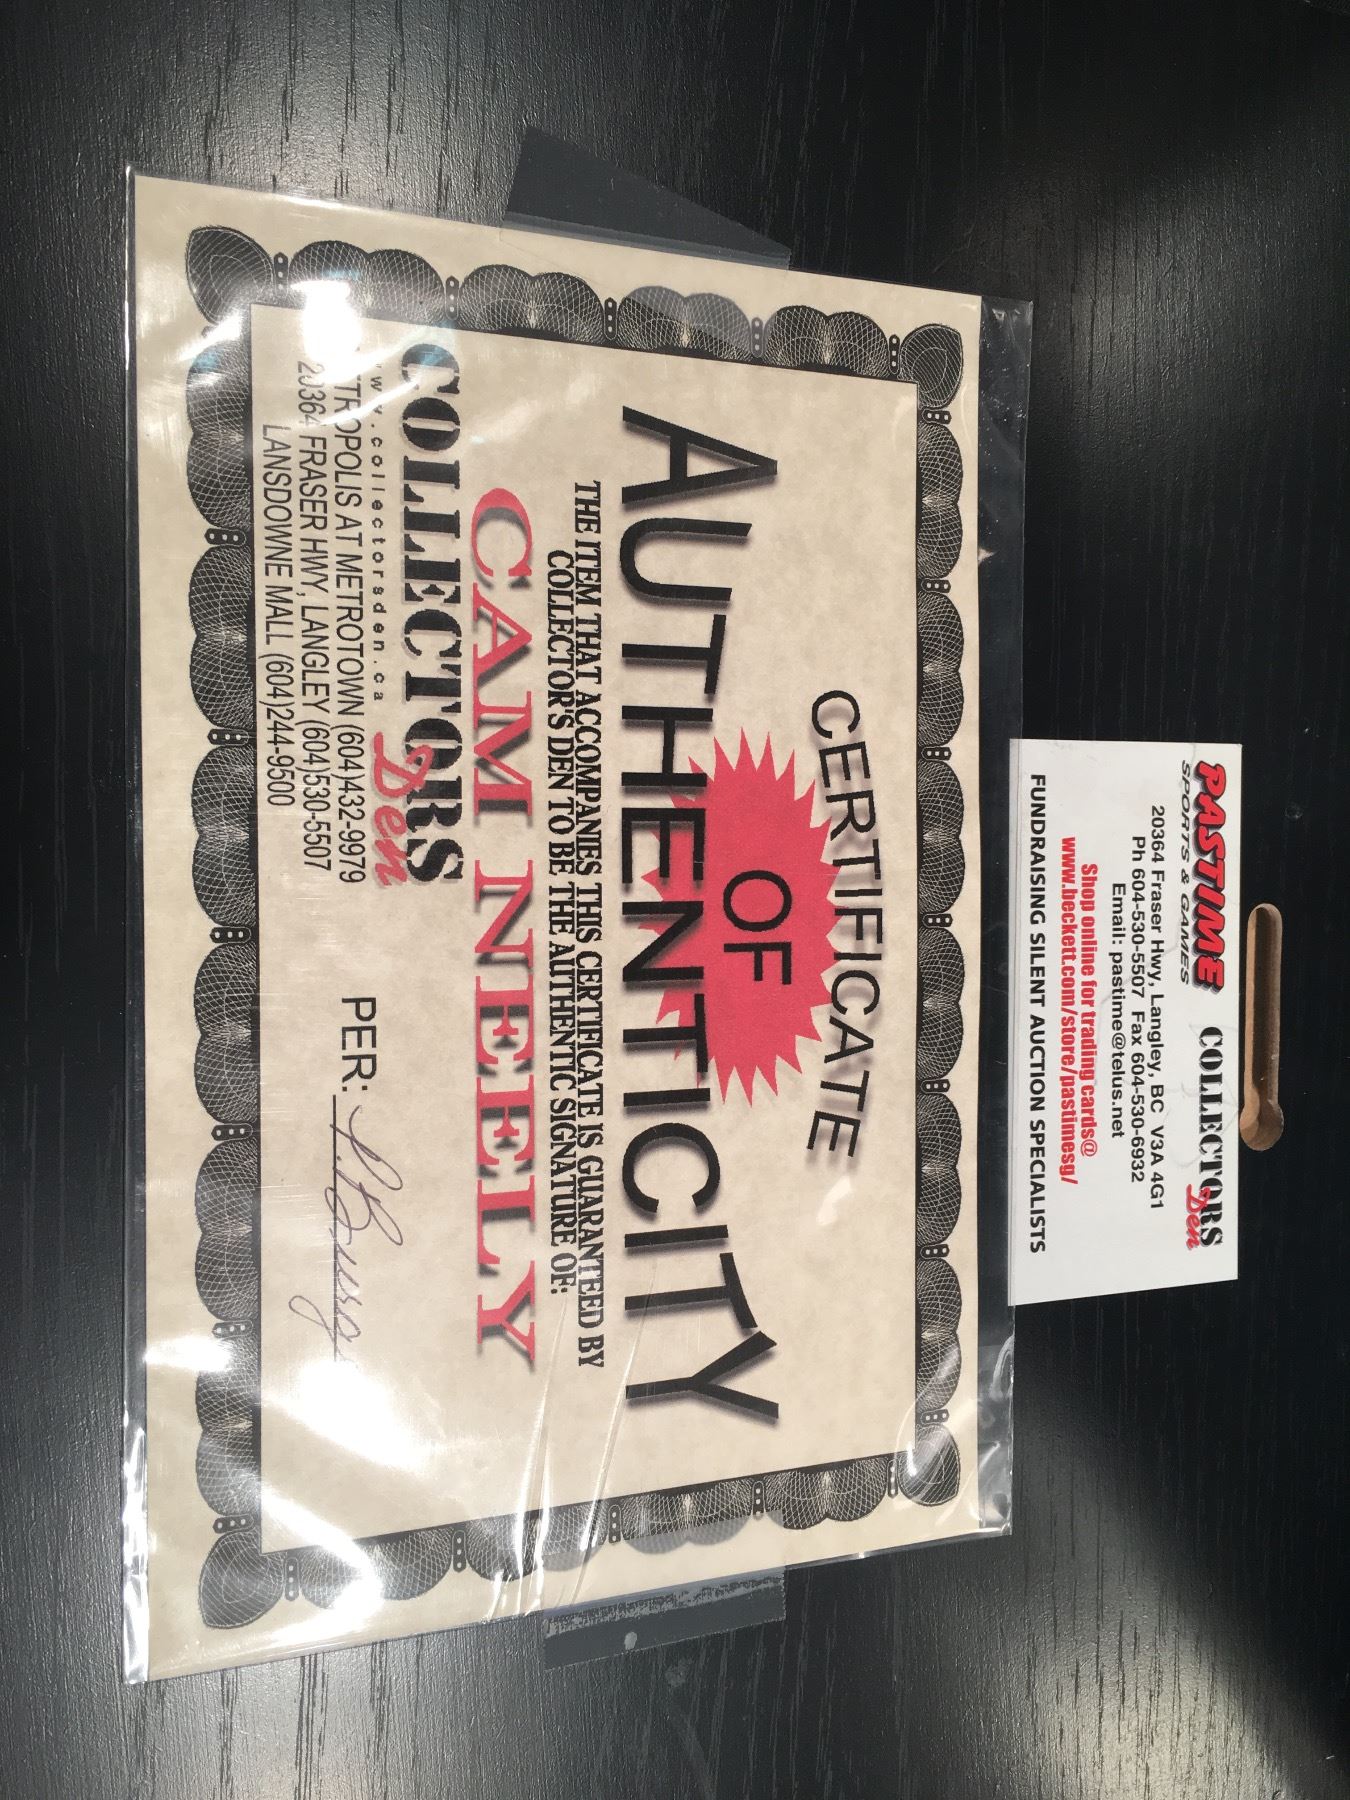 PASTIME COLLECTORS Den
SPORTS & GAMES
20364 Fraser Hwy, Langley, BC V3A 4G1
Ph 604-530-5507 Fax 604-530-6932
Email: pastime@telus.net
Shop online for trading cards@
www.beckett.com/store/pastimesg/
FUNDRAISING SILENT AUCTION SPECIALISTS
CERTIFICATE
OF
AUTHENTICITY
THE ITEM THAT ACCOMPANIES THIS CERTIFICATE IS GUARANTEED BY
COLLECTOR'S DEN TO BE THE AUTHENTIC SIGNATURE OF:
CAM NEELY
COLLECTORS
Den
www.collectorsden.ca
AT METROTOWN (604)432-9979
20364 FRASER HWY, LANGLEY (604)530-5507
LANSDOWNE MALL (604)244-9500
PER: